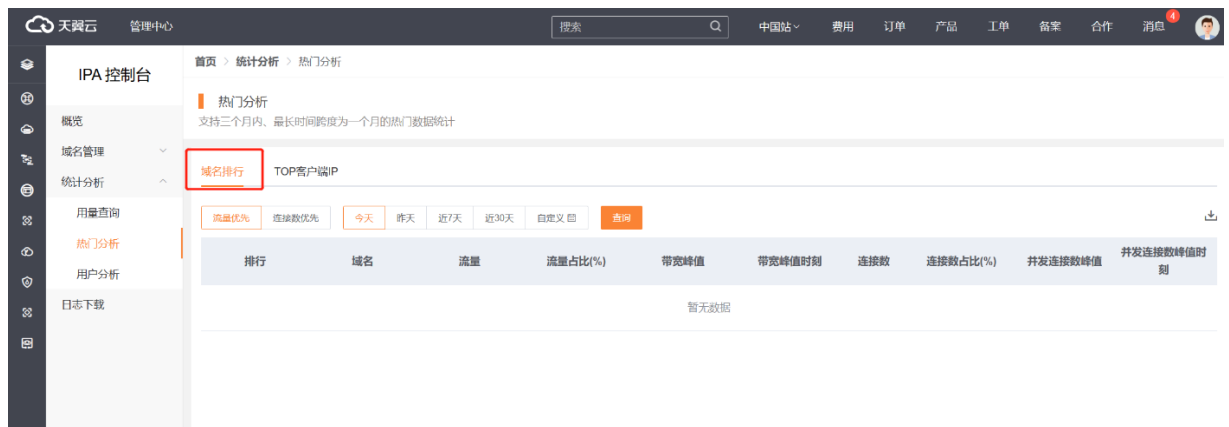 天翼云 管理中心 搜索 中国站 费用 订单 产品 工单 备案 合作 消息 4
IPA 控制台
概览
域名管理
统计分析
用量查询
热门分析
用户分析
日志下载
首页 > 统计分析 > 热门分析
热门分析
支持三个月内、最长时间跨度为一个月的热门数据统计
域名排行 TOP客户端IP
流量优先 连接数优先 今天 昨天 近7天 近30天 自定义 查询
排行 域名 流量 流量占比(%) 带宽峰值 带宽峰值时刻 连接数 连接数占比(%) 并发连接数峰值 并发连接数峰值时
刻
暂无数据